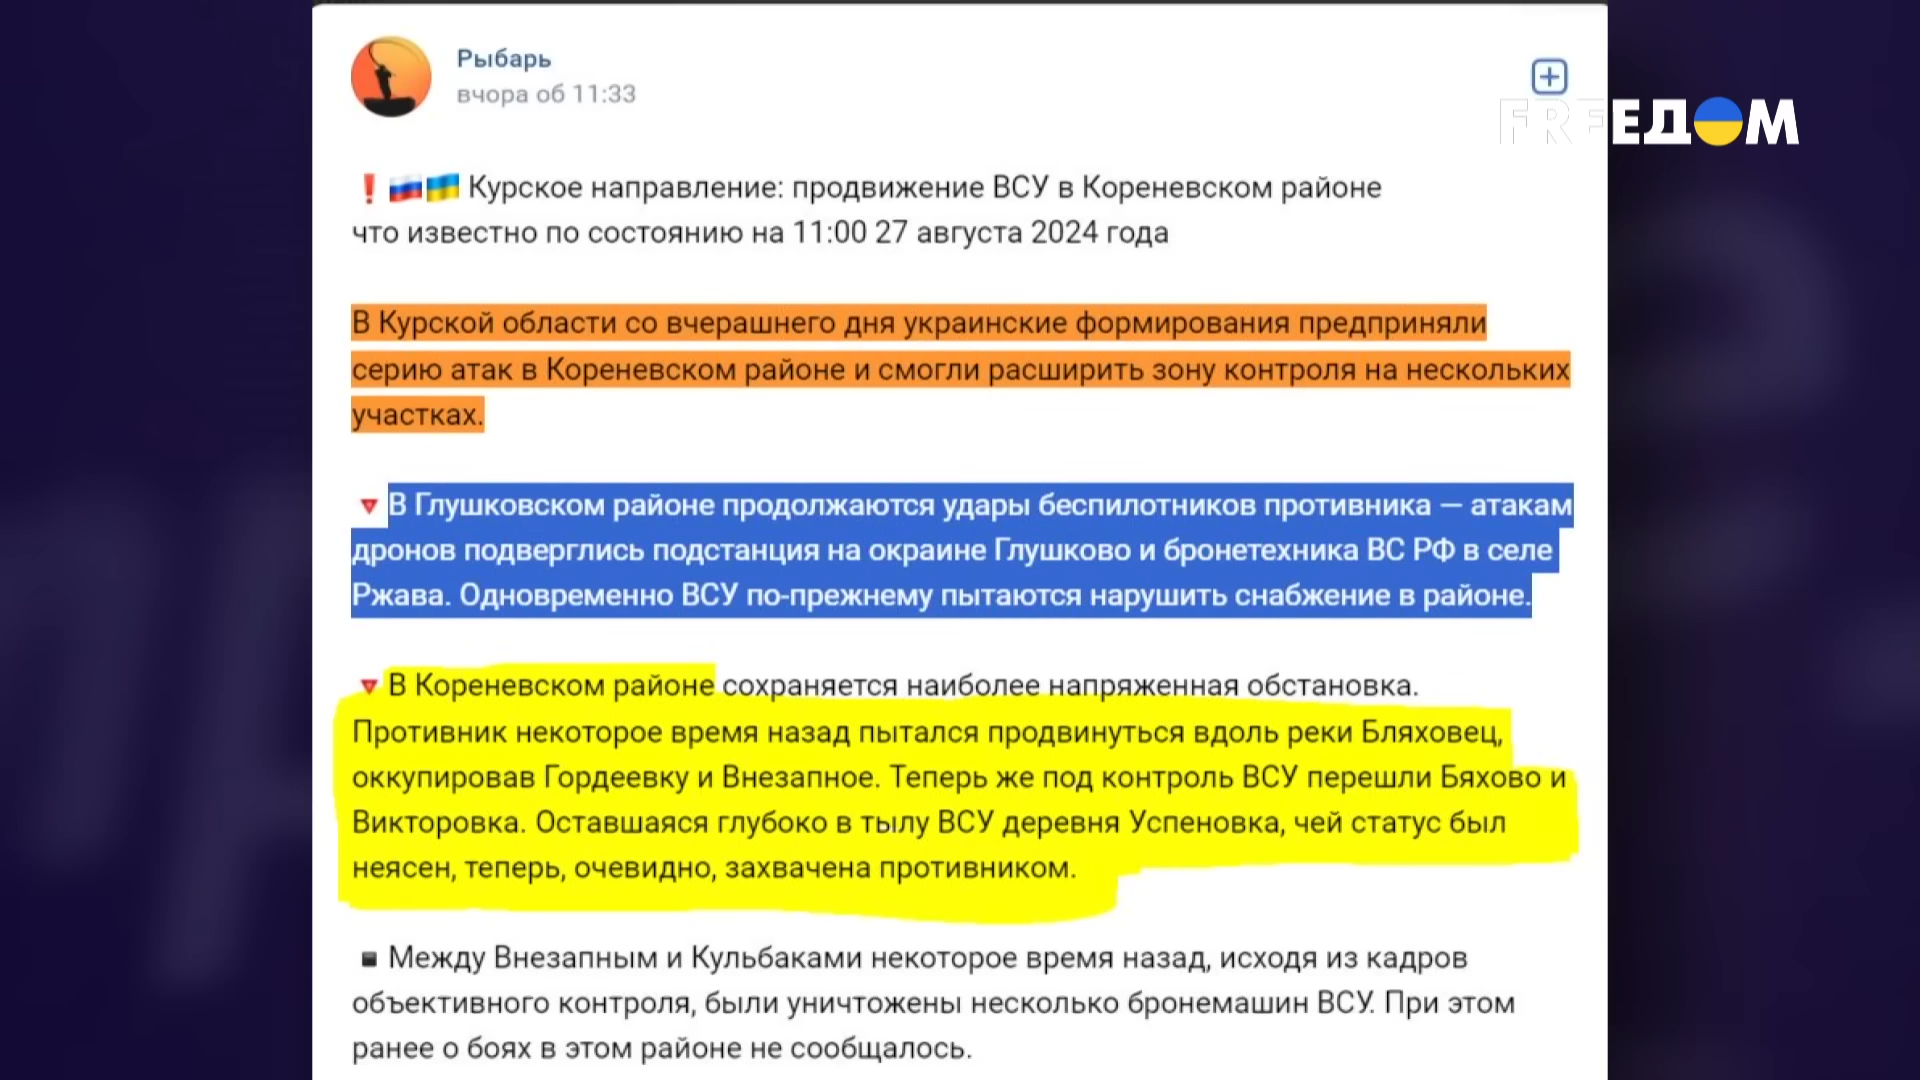 Рыбарь
вчора об 11:33
FREEДОМ
❗🇷🇺🇺🇦 Курское направление: продвижение ВСУ в Кореневском районе
что известно по состоянию на 11:00 27 августа 2024 года
В Курской области со вчерашнего дня украинские формирования предприняли
серию атак в Кореневском районе и смогли расширить зону контроля на нескольких
участках.
🔻В Глушковском районе продолжаются удары беспилотников противника — атакам
дронов подверглись подстанция на окраине Глушково и бронетехника ВС РФ в селе
Ржава. Одновременно ВСУ по-прежнему пытаются нарушить снабжение в районе.
🔻В Кореневском районе сохраняется наиболее напряженная обстановка.
Противник некоторое время назад пытался продвинуться вдоль реки Бляховец,
оккупировав Гордеевку и Внезапное. Теперь же под контроль ВСУ перешли Бяхово и
Викторовка. Оставшаяся глубоко в тылу ВСУ деревня Успеновка, чей статус был
неясен, теперь, очевидно, захвачена противником.
▪️Между Внезапным и Кульбаками некоторое время назад, исходя из кадров
объективного контроля, были уничтожены несколько бронемашин ВСУ. При этом
ранее о боях в этом районе не сообщалось.